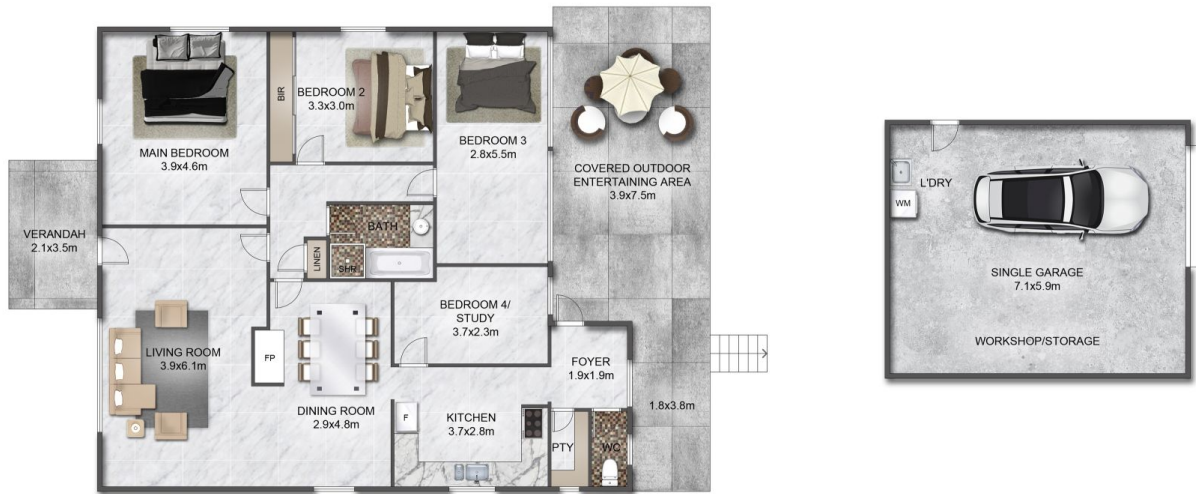 MAIN BEDROOM
3.9x4.6m
BIR
BEDROOM 2
3.3x3.0m
BEDROOM 3
2.8x5.5m
COVERED OUTDOOR
ENTERTAINING AREA
3.9x7.5m
VERANDAH
2.1x3.5m
BATH
LINEN
SHR
LIVING ROOM
3.9x6.1m
FP
DINING ROOM
2.9x4.8m
BEDROOM 4/
STUDY
3.7x2.3m
FOYER
1.9x1.9m
F
KITCHEN
3.7x2.8m
PTY
WC
1.8x3.8m
L'DRY
WM
SINGLE GARAGE
7.1x5.9m
WORKSHOP/STORAGE